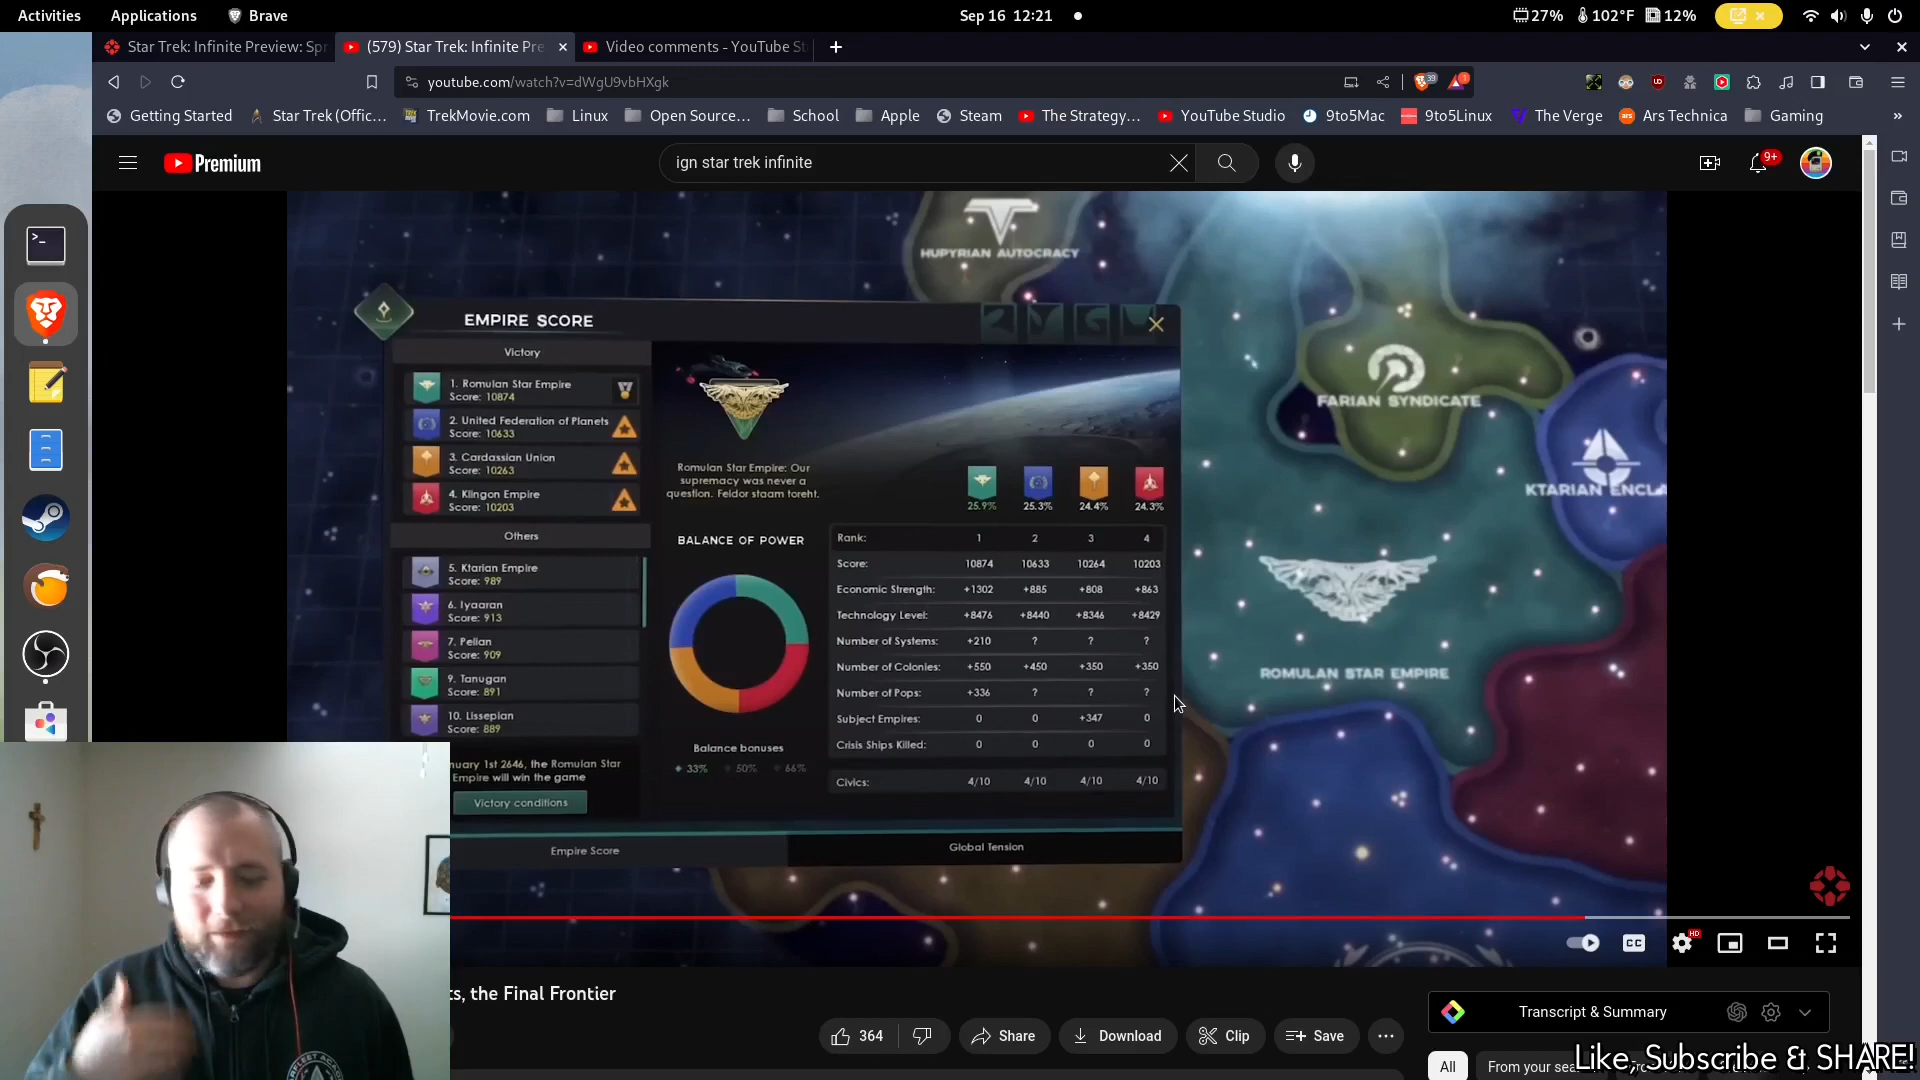 Activities
Applications
Brave
Sep 16 12:21
27%
102°F
12%
Star Trek: Infinite Preview: Spr
(579) Star Trek: Infinite Pre
Video comments - YouTube St
youtube.com/watch?v=dWgU9vbHXgk
39
1
Getting Started
Star Trek (Offic...
TrekMovie.com
Linux
Open Source...
School
Apple
Steam
The Strategy...
YouTube Studio
9to5Mac
9to5Linux
The Verge
Ars Technica
Gaming
Premium
ign star trek infinite
9+
HUPYRIAN AUTOCRACY
FARIAN SYNDICATE
KTARIAN ENCLA
ROMULAN STAR EMPIRE
EMPIRE SCORE
Victory
1. Romulan Star Empire
Score: 10874
2. United Federation of Planets
Score: 10633
3. Cardassian Union
Score: 10263
4. Klingon Empire
Score: 10203
Others
5. Ktarian Empire
Score: 989
6. Iyaaran
Score: 913
7. Pelian
Score: 909
9. Tanugan
Score: 891
10. Lissepian
Score: 889
nuary 1st 2646, the Romulan Star
Empire will win the game
Victory conditions
Romulan Star Empire: Our
supremacy was never a
question. Feldor staam toreht.
25.9% 25.3% 24.4% 24.3%
BALANCE OF POWER
Balance bonuses
33% 50% 66%
Rank: 1 2 3 4
Score: 10874 10633 10264 10203
Economic Strength: +1302 +885 +808 +863
Technology Level: +8476 +8440 +8346 +8429
Number of Systems: +210 ? ? ?
Number of Colonies: +550 +450 +350 +350
Number of Pops: +336 ? ? ?
Subject Empires: 0 0 +347 0
Crisis Ships Killed: 0 0 0 0
Civics: 4/10 4/10 4/10 4/10
Empire Score
Global Tension
CC
HD
ts, the Final Frontier
364
Share
Download
Clip
Save
Transcript & Summary
All
From your sea
Like, Subscribe & SHARE!